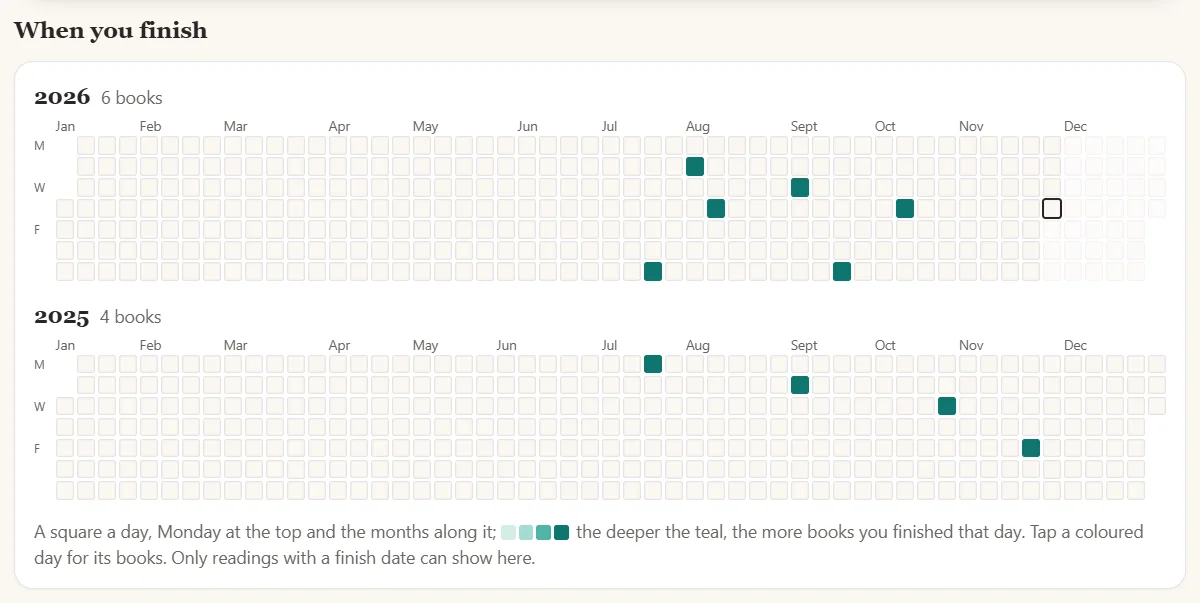 When you finish
2026 6 books
Jan Feb Mar Apr May Jun Jul Aug Sept Oct Nov Dec
M
W
F
2025 4 books
Jan Feb Mar Apr May Jun Jul Aug Sept Oct Nov Dec
M
W
F
A square a day, Monday at the top and the months along it; the deeper the teal, the more books you finished that day. Tap a coloured
day for its books. Only readings with a finish date can show here.